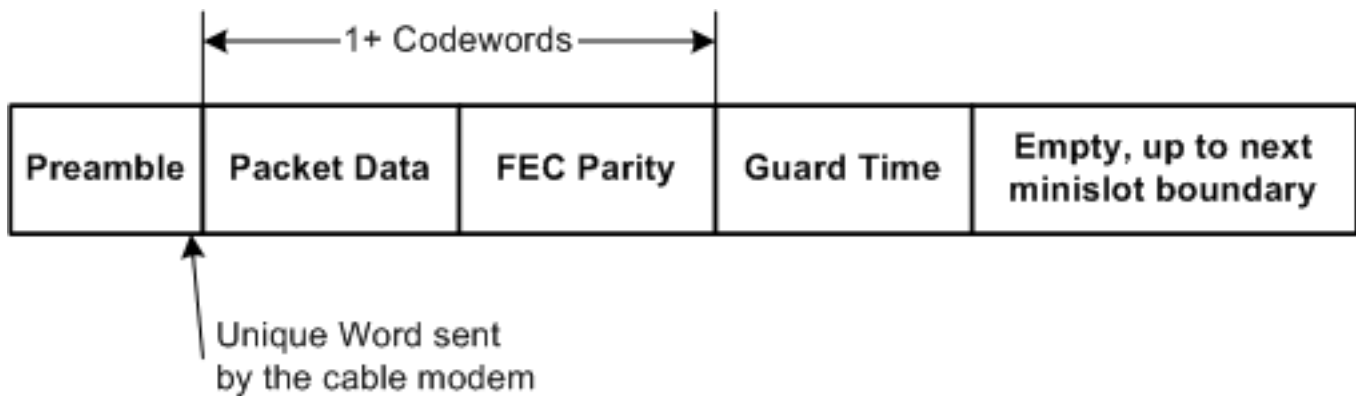 1+ Codewords
Preamble
Packet Data
FEC Parity
Guard Time
Empty, up to next
minislot boundary
Unique Word sent
by the cable modem